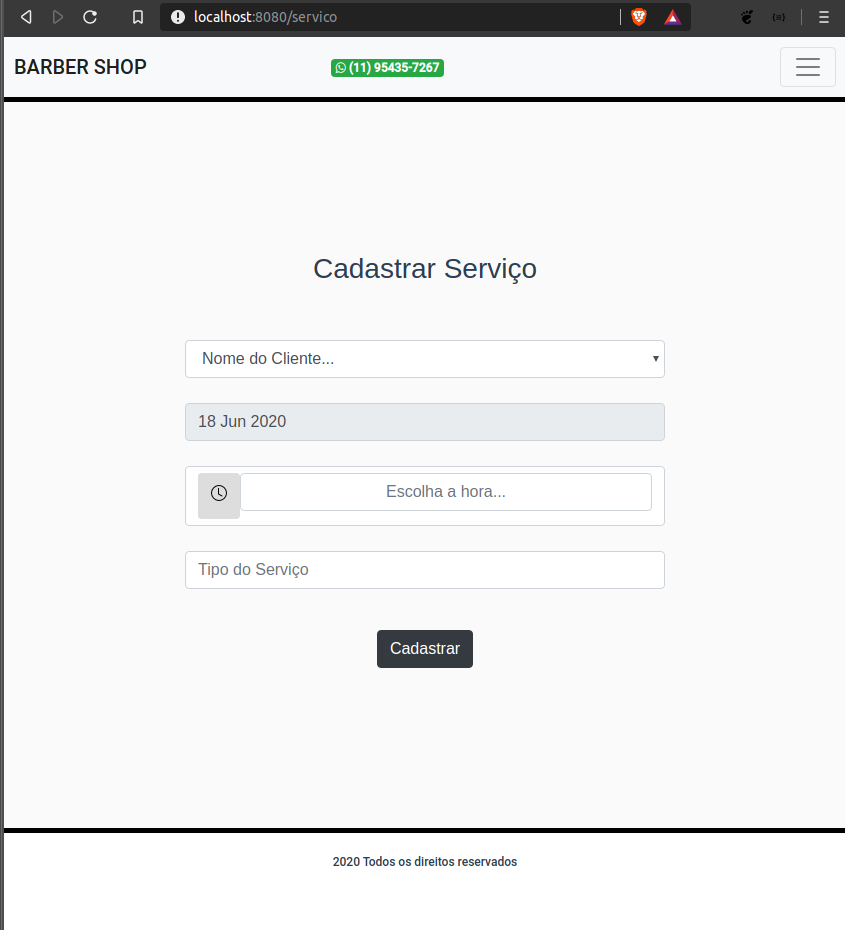 localhost:8080/servico
BARBER SHOP
(11) 95435-7267
Cadastrar Serviço
Nome do Cliente...
18 Jun 2020
Escolha a hora...
Tipo do Serviço
Cadastrar
2020 Todos os direitos reservados